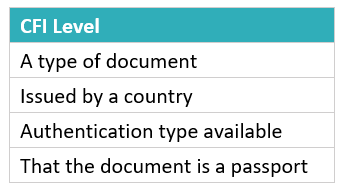 CFI Level
A type of document
Issued by a country
Authentication type available
That the document is a passport